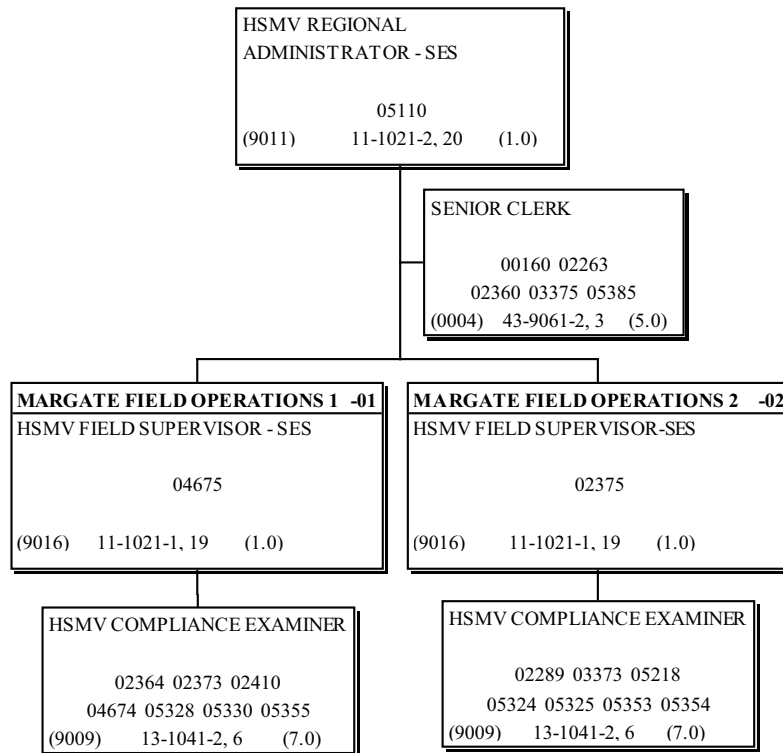 HSMV REGIONAL
ADMINISTRATOR - SES
05110
(9011) 11-1021-2, 20 (1.0)
SENIOR CLERK
00160 02263
02360 03375 05385
(0004) 43-9061-2, 3 (5.0)
MARGATE FIELD OPERATIONS 1 -01
HSMV FIELD SUPERVISOR - SES
04675
(9016) 11-1021-1, 19 (1.0)
MARGATE FIELD OPERATIONS 2 -02
HSMV FIELD SUPERVISOR-SES
02375
(9016) 11-1021-1, 19 (1.0)
HSMV COMPLIANCE EXAMINER
02364 02373 02410
04674 05328 05330 05355
(9009) 13-1041-2, 6 (7.0)
HSMV COMPLIANCE EXAMINER
02289 03373 05218
05324 05325 05353 05354
(9009) 13-1041-2, 6 (7.0)